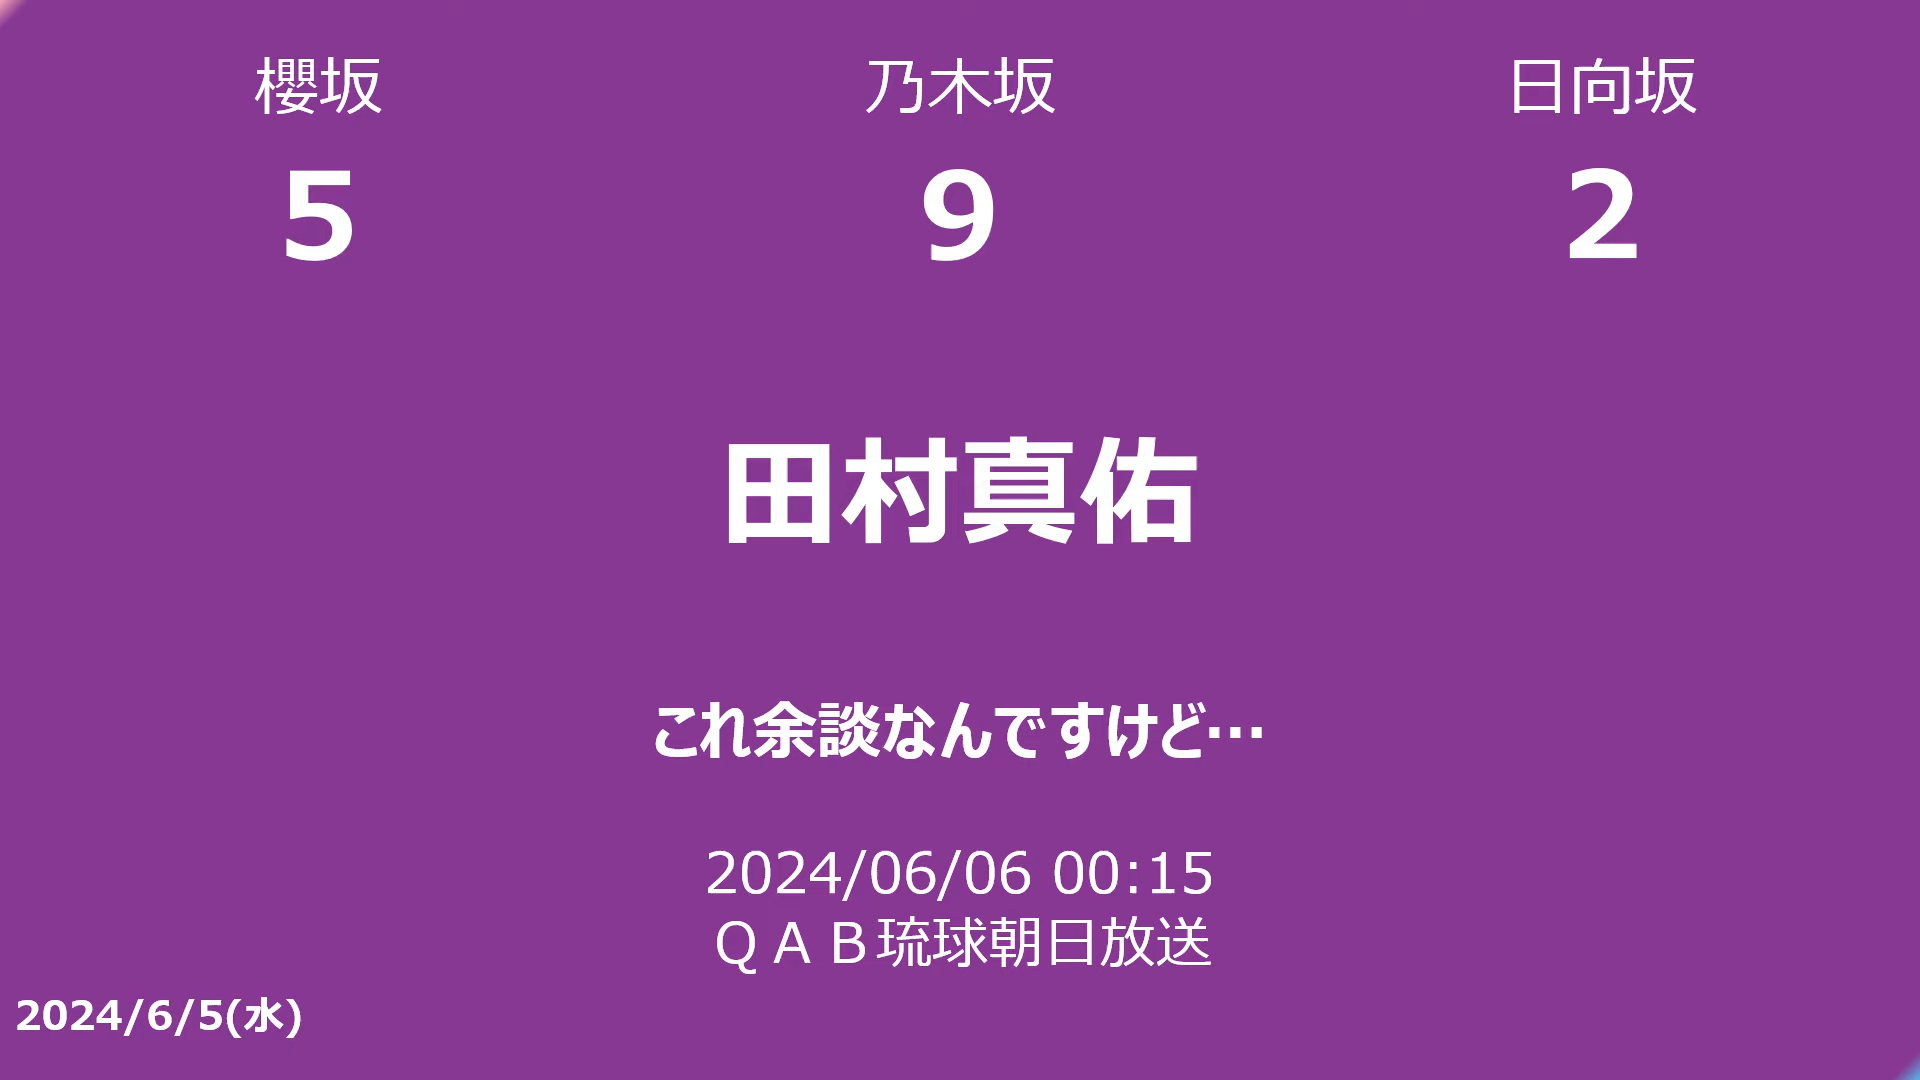 櫻坂 乃木坂 日向坂
5 9 2
田村真佑
これ余談なんですけど…
2024/06/06 00:15
ＱＡＢ琉球朝日放送
2024/6/5(水)